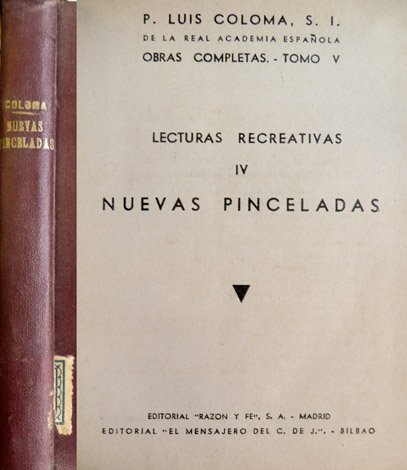 COLOMA
NUEVAS
PINCELADAS
P. LUIS COLOMA, S. I.
DE LA REAL ACADEMIA ESPAÑOLA
OBRAS COMPLETAS. - TOMO V
LECTURAS RECREATIVAS
IV
NUEVAS PINCELADAS
EDITORIAL "RAZON Y FE", S. A. - MADRID
EDITORIAL "EL MENSAJERO DEL C. DE J.". - BILBAO